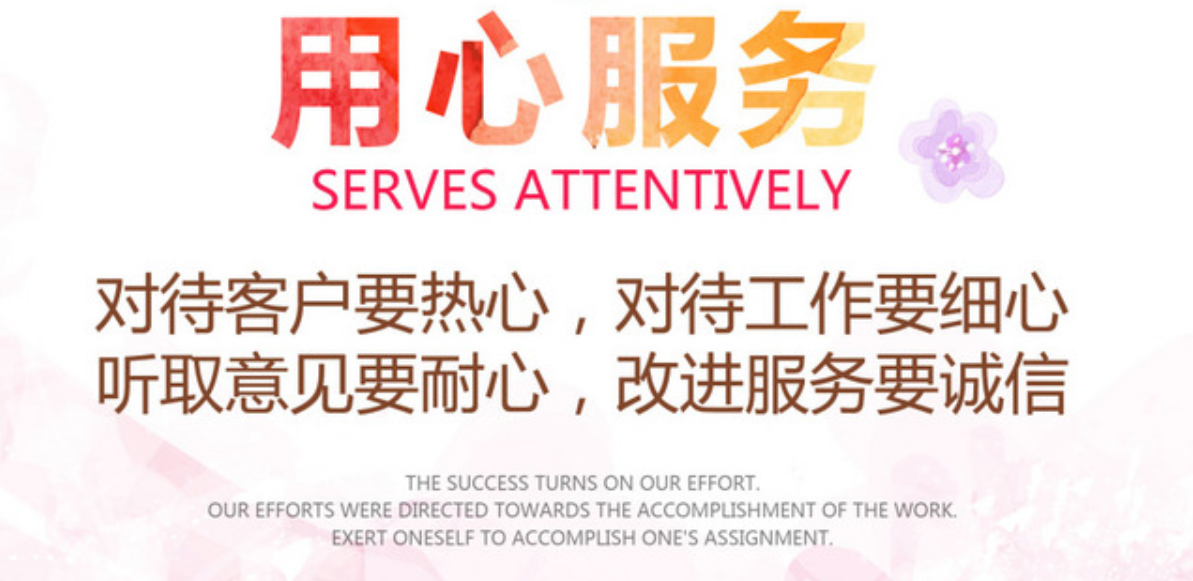 用心服务
SERVES ATTENTIVELY
对待客户要热心，对待工作要细心
听取意见要耐心，改进服务要诚信
THE SUCCESS TURNS ON OUR EFFORT.
OUR EFFORTS WERE DIRECTED TOWARDS THE ACCOMPLISHMENT OF THE WORK.
EXERT ONESELF TO ACCOMPLISH ONE'S ASSIGNMENT.